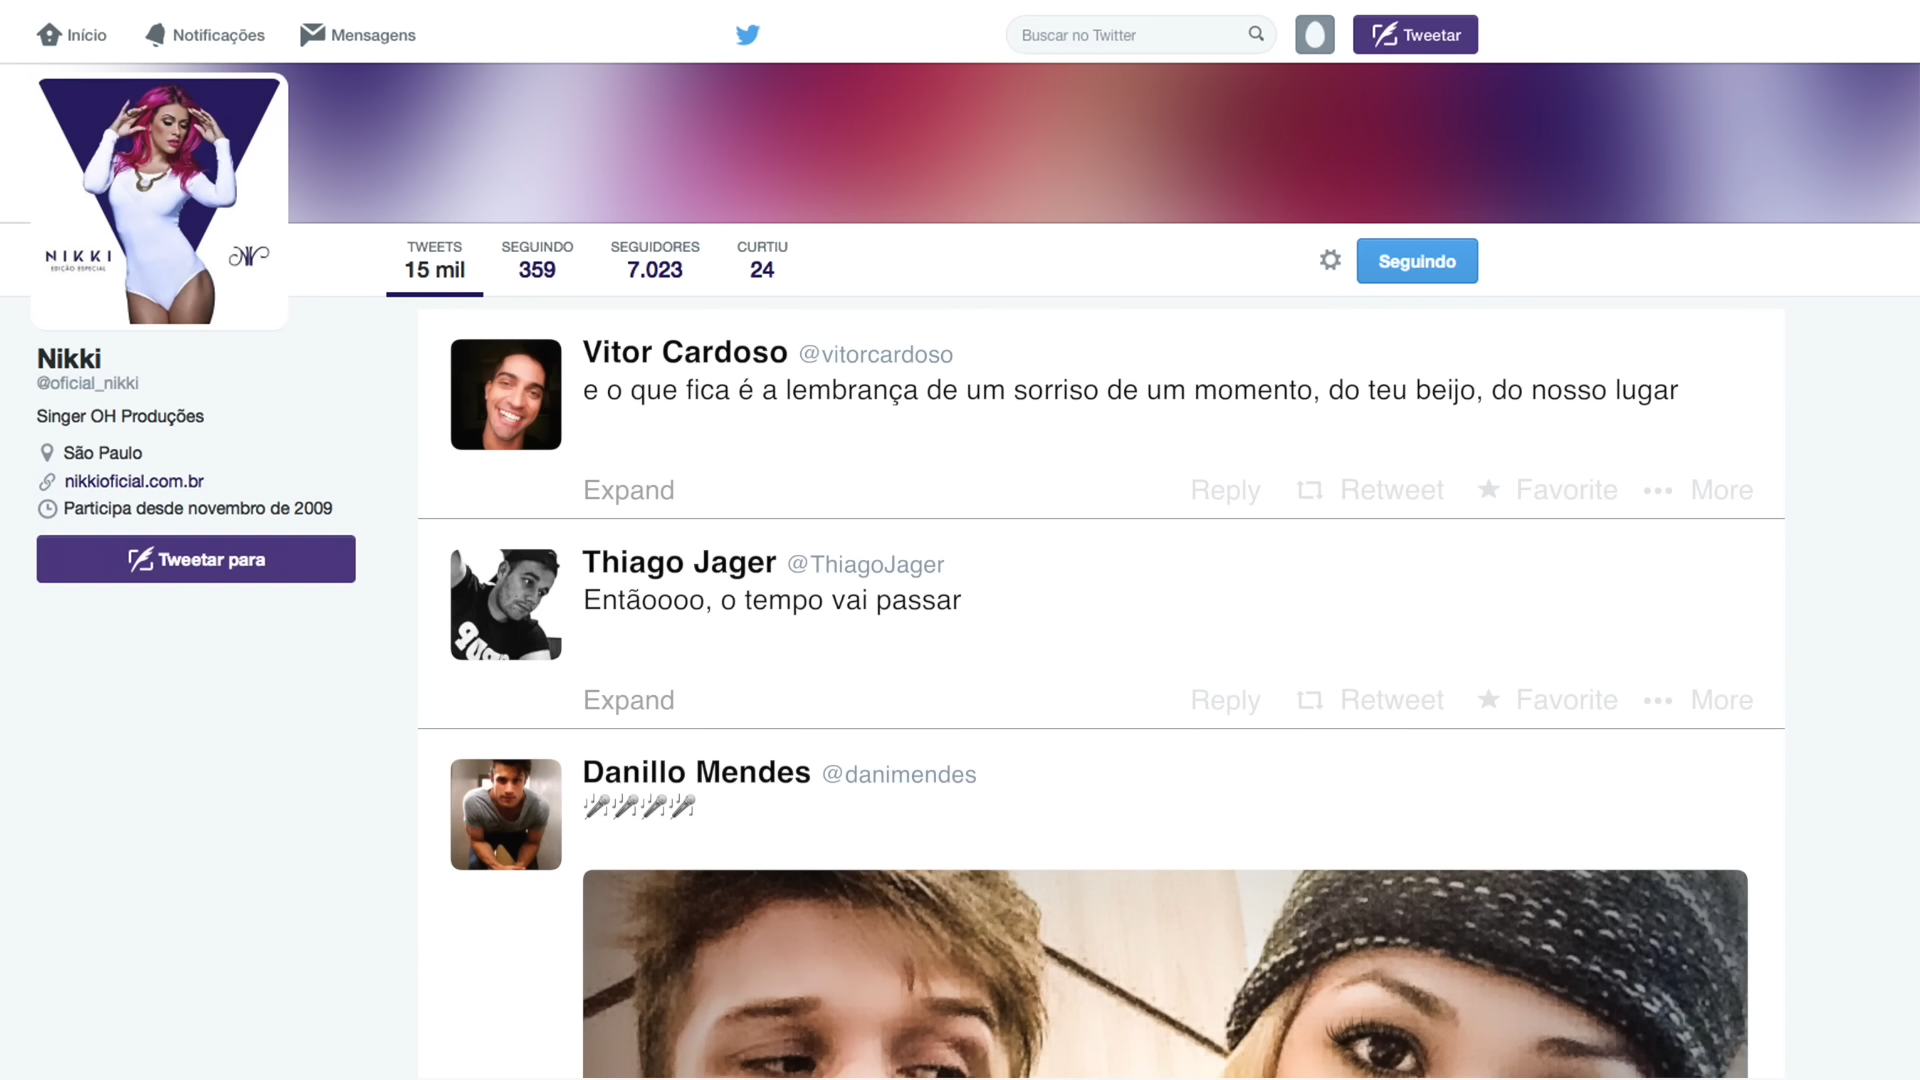 Início Notificações Mensagens
Buscar no Twitter
Tweetar
NIKKI
EDIÇÃO ESPECIAL
TWEETS SEGUINDO SEGUIDORES CURTIU
15 mil 359 7.023 24
Seguindo
Nikki
@oficial_nikki
Singer OH Produções
São Paulo
nikkioficial.com.br
Participa desde novembro de 2009
Tweetar para
Vitor Cardoso @vitorcardoso
e o que fica é a lembrança de um sorriso de um momento, do teu beijo, do nosso lugar
Expand Reply Retweet Favorite More
Thiago Jager @ThiagoJager
Entãoooo, o tempo vai passar
Expand Reply Retweet Favorite More
Danillo Mendes @danimendes